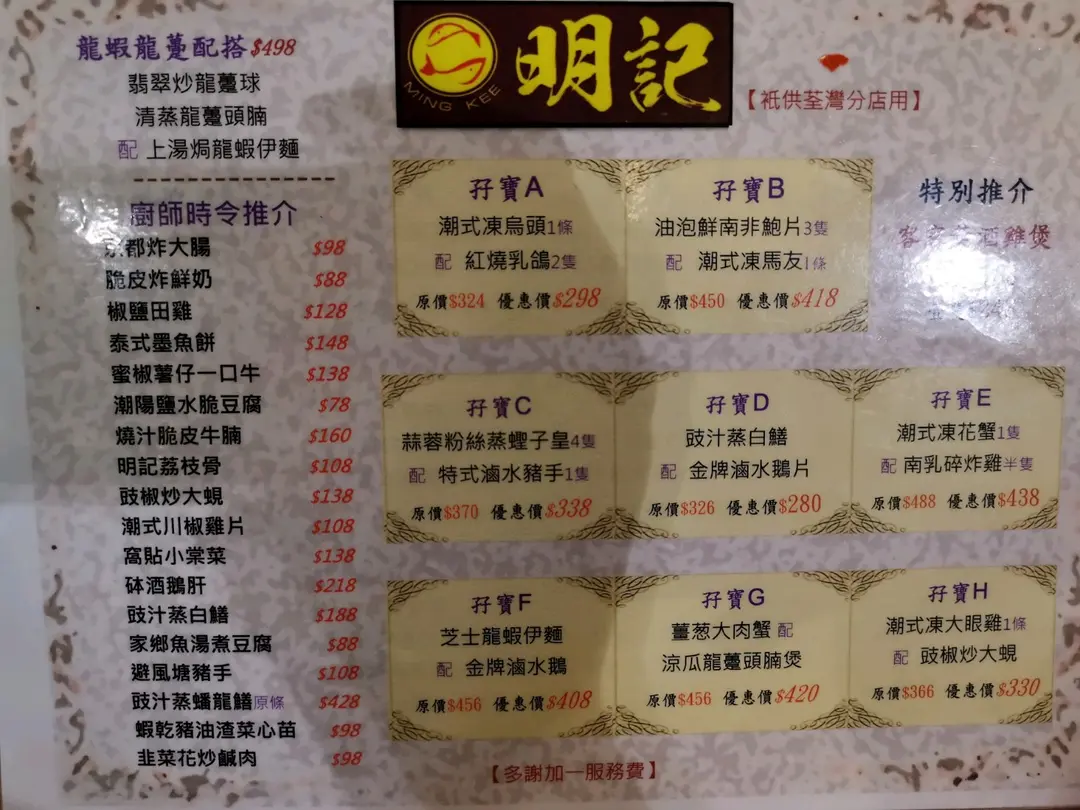 龍蝦龍躉配搭$498
翡翠炒龍躉球
清蒸龍躉頭腩
配 上湯焗龍蝦伊麵
廚師時令推介
京都炸大腸 $98
脆皮炸鮮奶 $88
椒鹽田雞 $128
泰式墨魚餅 $148
蜜椒薯仔一口牛 $138
潮陽鹽水脆豆腐 $78
燒汁脆皮牛腩 $160
明記荔枝骨 $108
豉椒炒大蜆 $138
潮式川椒雞片 $108
窩貼小棠菜 $138
砵酒鵝肝 $218
豉汁蒸白鱔 $188
家鄉魚湯煮豆腐 $88
避風塘豬手 $108
豉汁蒸蟠龍鱔原條 $428
蝦乾豬油渣菜心苗 $98
韭菜花炒鹹肉 $98
MING KEE
明記
【祇供荃灣分店用】
孖寶A
潮式凍烏頭1條
配 紅燒乳鴿2隻
原價$324 優惠價$298
孖寶B
油泡鮮南非鮑片3隻
配 潮式凍馬友1條
原價$450 優惠價$418
特別推介
酒雞煲
孖寶C
蒜蓉粉絲蒸蟶子皇4隻
配 特式滷水豬手1隻
原價$370 優惠價$338
孖寶D
豉汁蒸白鱔
配 金牌滷水鵝片
原價$326 優惠價$280
孖寶E
潮式凍花蟹1隻
配 南乳碎炸雞半隻
原價$488 優惠價$438
孖寶F
芝士龍蝦伊麵
配 金牌滷水鵝
原價$456 優惠價$408
孖寶G
薑葱大肉蟹 配
涼瓜龍躉頭腩煲
原價$456 優惠價$420
孖寶H
潮式凍大眼雞1條
配 豉椒炒大蜆
原價$366 優惠價$330
【多謝加一服務費】